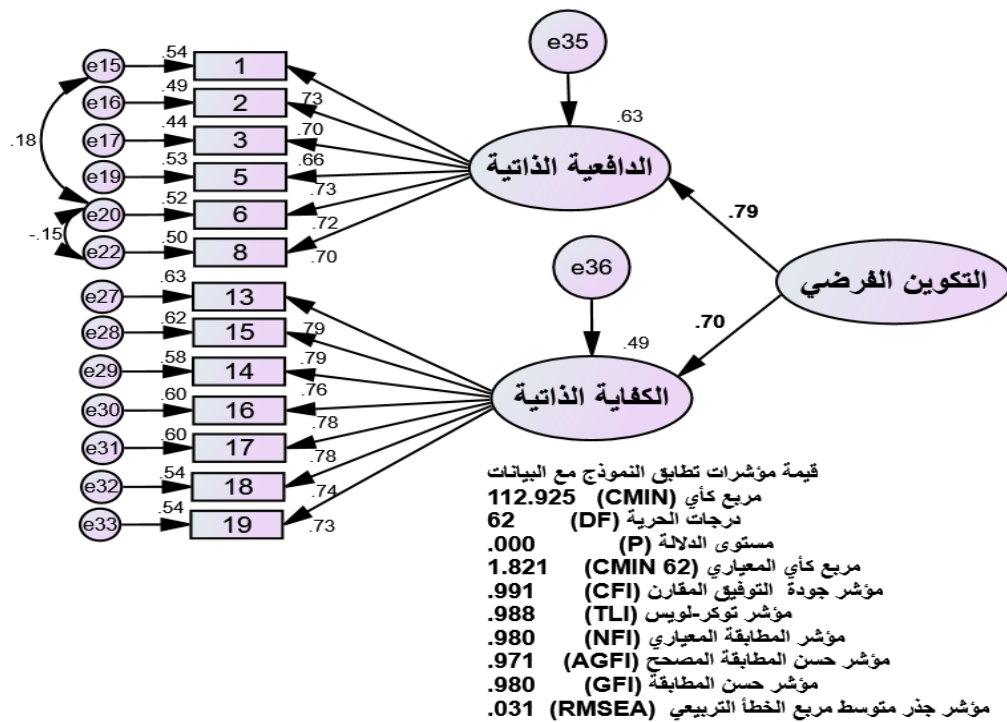 e35
.63
الدافعية الذاتية
e15 .54 1 .73
e16 .49 2 .70
e17 .44 3 .66
e19 .53 5 .73
e20 .52 6 .72
e22 .50 8 .70
.18
-.15
.79
التكوين الفرضي
.70
e36
.49
الكفاية الذاتية
e27 .63 13 .79
e28 .62 15 .79
e29 .58 14 .76
e30 .60 16 .78
e31 .60 17 .78
e32 .54 18 .74
e33 .54 19 .73
قيمة مؤشرات تطابق النموذج مع البيانات
مربع كأي (CMIN) 112.925
درجات الحرية (DF) 62
مستوى الدلالة (P) .000
مربع كأي المعياري (CMIN 62) 1.821
مؤشر جودة التوفيق المقارن (CFI) .991
مؤشر توكر-لويس (TLI) .988
مؤشر المطابقة المعياري (NFI) .980
مؤشر حسن المطابقة المصحح (AGFI) .971
مؤشر حسن المطابقة (GFI) .980
مؤشر جذر متوسط مربع الخطأ التربيعي (RMSEA) .031